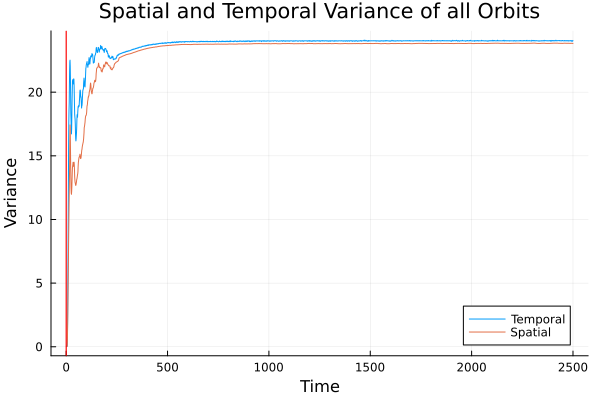 Spatial and Temporal Variance of all Orbits
Variance
20
15
10
5
0
Temporal
Spatial
0 500 1000 1500 2000 2500
Time